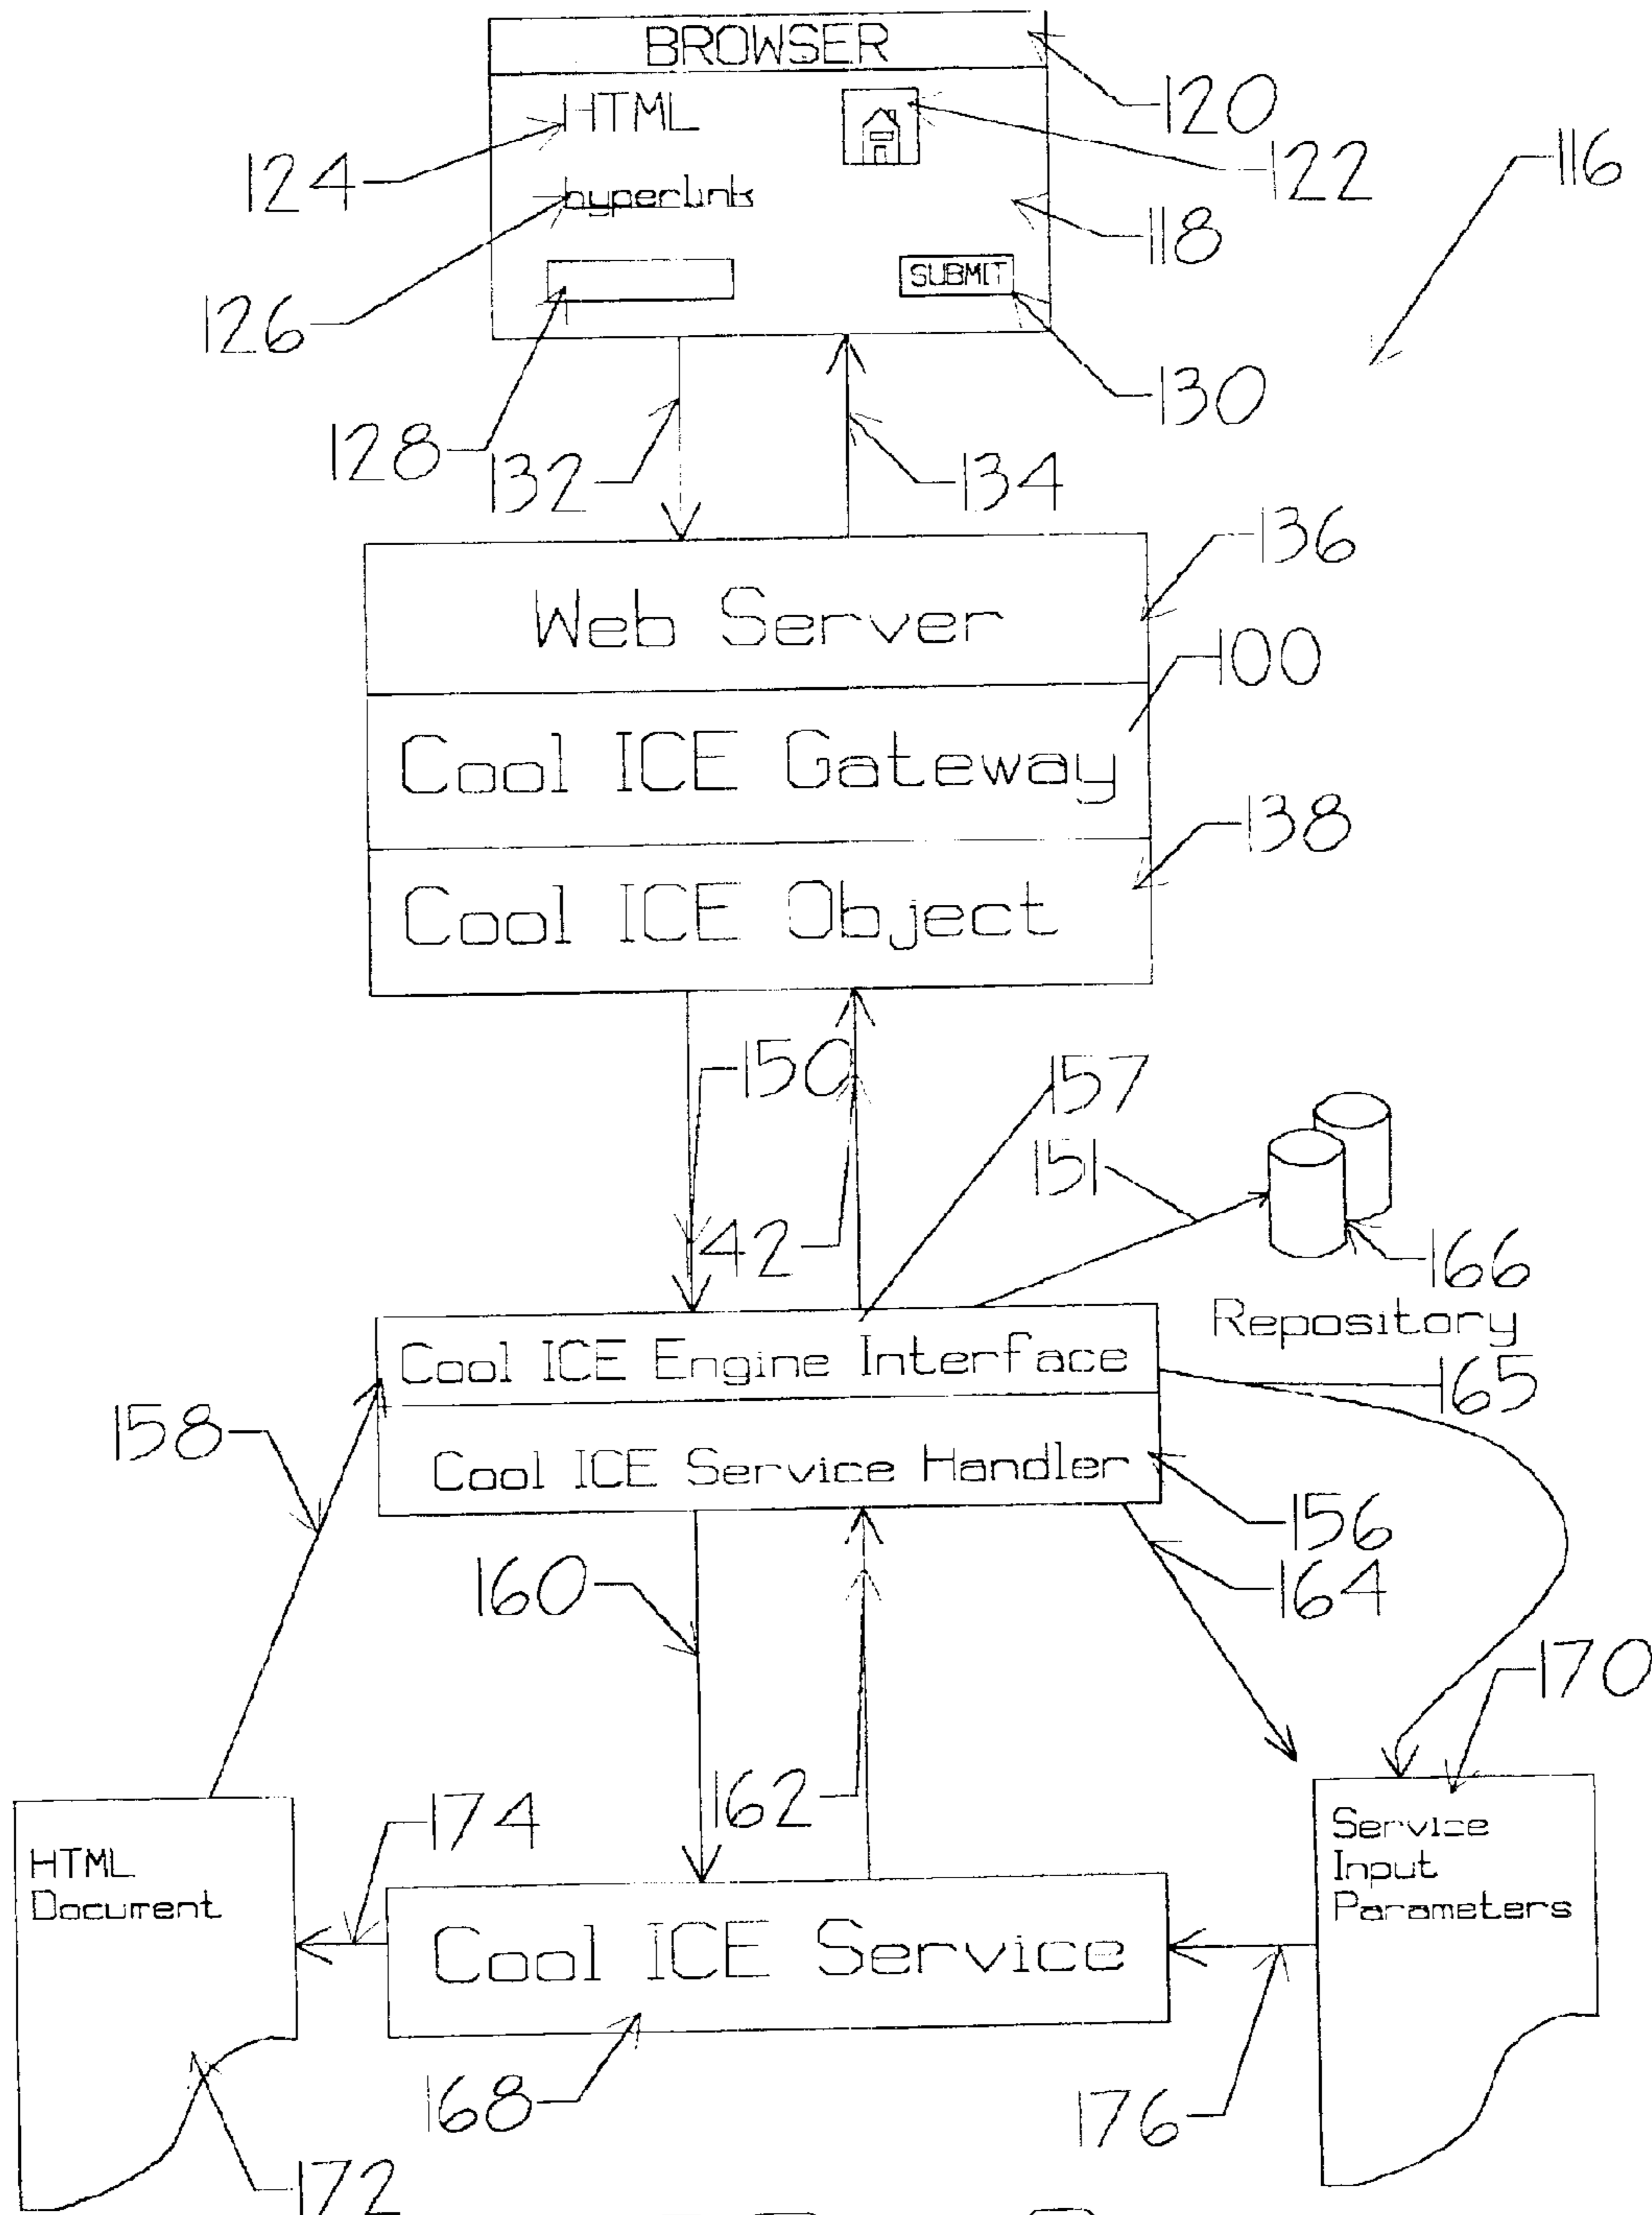 BROWSER
120
HTML
124
122
116
hyperlink
118
126
SUBMIT
130
128
132
134
136
Web Server
100
Cool ICE Gateway
138
Cool ICE Object
150
157
151
42
166
Repository
Cool ICE Engine Interface
165
158
Cool ICE Service Handler
156
160
164
170
162
174
Service
Input
Parameters
HTML
Document
Cool ICE Service
168
176
172